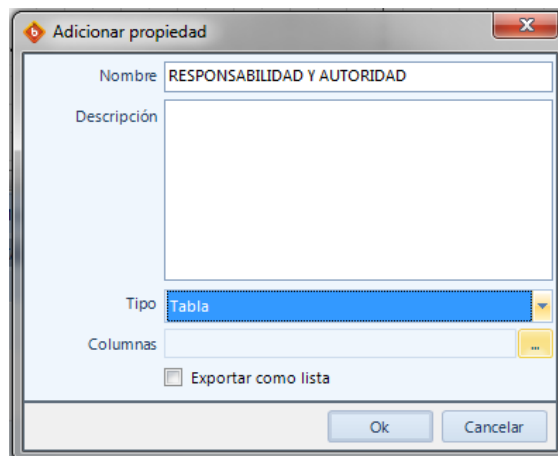 Adicionar propiedad
Nombre RESPONSABILIDAD Y AUTORIDAD
Descripción
Tipo Tabla
Columnas ...
Exportar como lista
Ok Cancelar